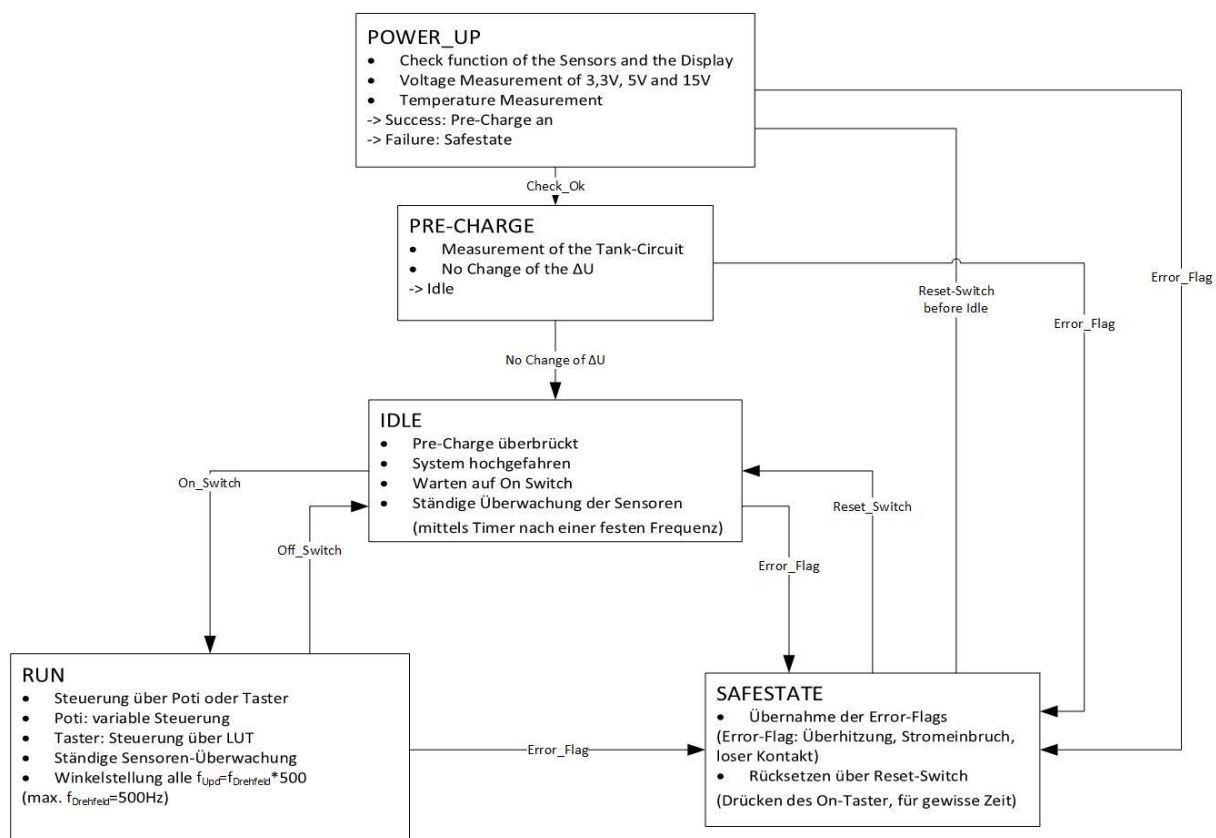 POWER_UP
● Check function of the Sensors and the Display
● Voltage Measurement of 3,3V, 5V and 15V
● Temperature Measurement
-> Success: Pre-Charge an
-> Failure: Safestate
Check_Ok
PRE-CHARGE
● Measurement of the Tank-Circuit
● No Change of the ΔU
-> Idle
Reset-Switch
before Idle
Error_Flag
Error_Flag
No Change of ΔU
IDLE
● Pre-Charge überbrückt
● System hochgefahren
● Warten auf On Switch
● Ständige Überwachung der Sensoren
(mittels Timer nach einer festen Frequenz)
On_Switch
Off_Switch
Reset_Switch
Error_Flag
RUN
● Steuerung über Poti oder Taster
● Poti: variable Steuerung
● Taster: Steuerung über LUT
● Ständige Sensoren-Überwachung
● Winkelstellung alle fUpd=fDrehfeld*500
(max. fDrehfeld=500Hz)
Error_Flag
SAFESTATE
● Übernahme der Error-Flags
(Error-Flag: Überhitzung, Stromeinbruch,
loser Kontakt)
● Rücksetzen über Reset-Switch
(Drücken des On-Taster, für gewisse Zeit)